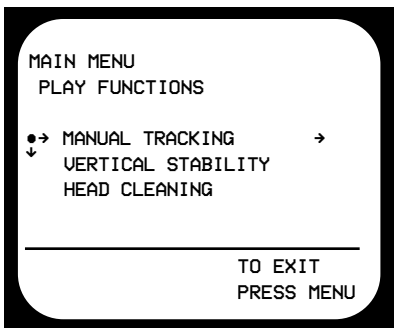 MAIN MENU
PLAY FUNCTIONS
●→ MANUAL TRACKING →
↓
VERTICAL STABILITY
HEAD CLEANING
TO EXIT
PRESS MENU